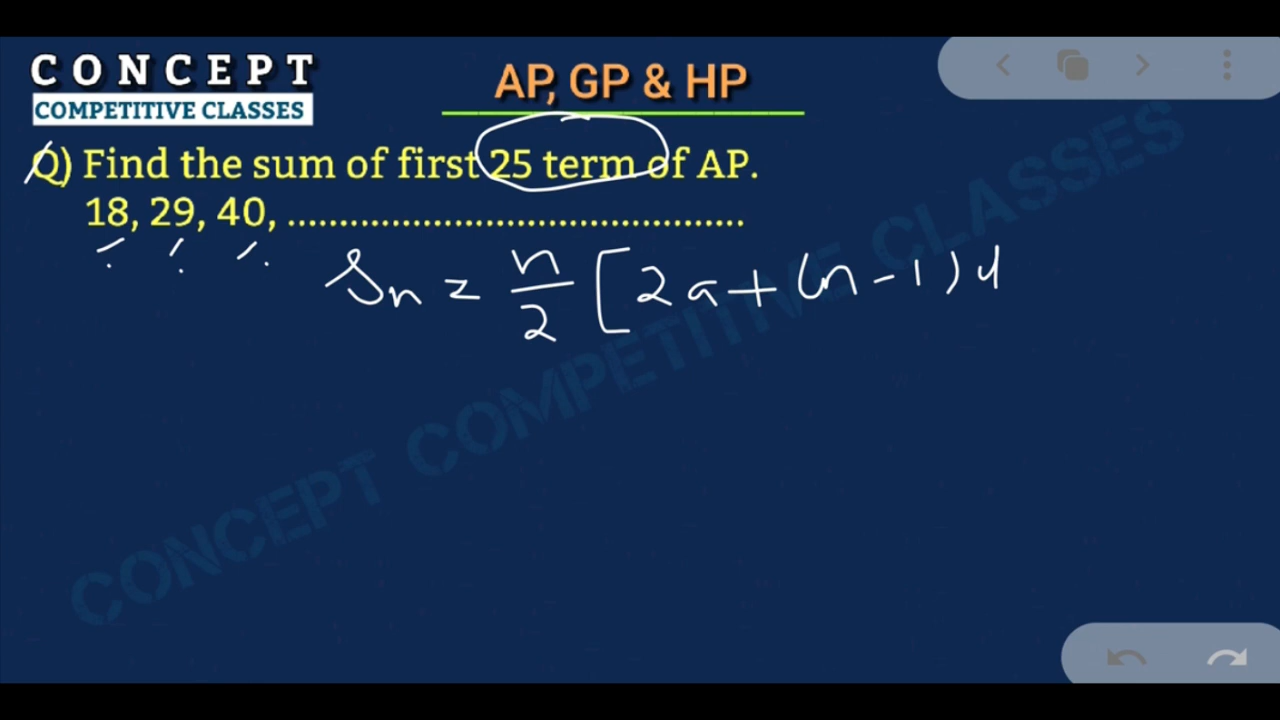 CONCEPT
COMPETITIVE CLASSES
AP, GP & HP
Q) Find the sum of first 25 term of AP.
18, 29, 40, ............................................
Sn = n/2 [2a + (n - 1) d
CONCEPT COMPETITIVE CLASSES